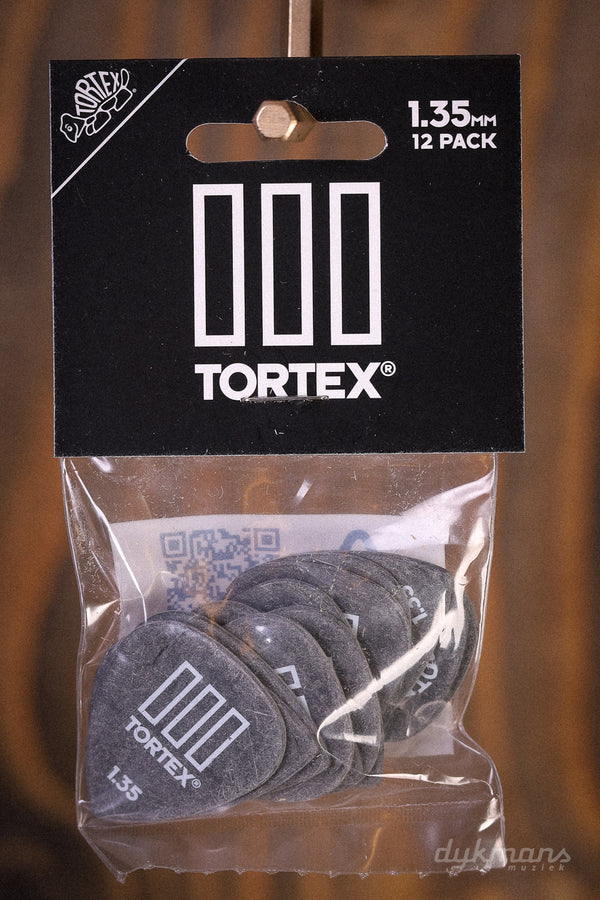 TORTEX®
1.35MM
12 PACK
TORTEX®
TORTEX®
1.35
dykmans
muziek